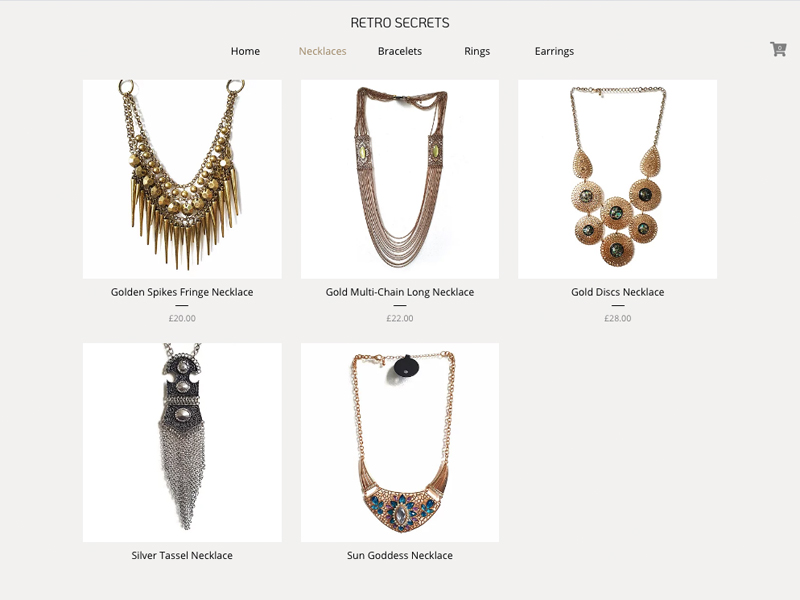 RETRO SECRETS
Home Necklaces Bracelets Rings Earrings
0
Golden Spikes Fringe Necklace Gold Multi-Chain Long Necklace Gold Discs Necklace
£20.00 £22.00 £28.00
Silver Tassel Necklace Sun Goddess Necklace